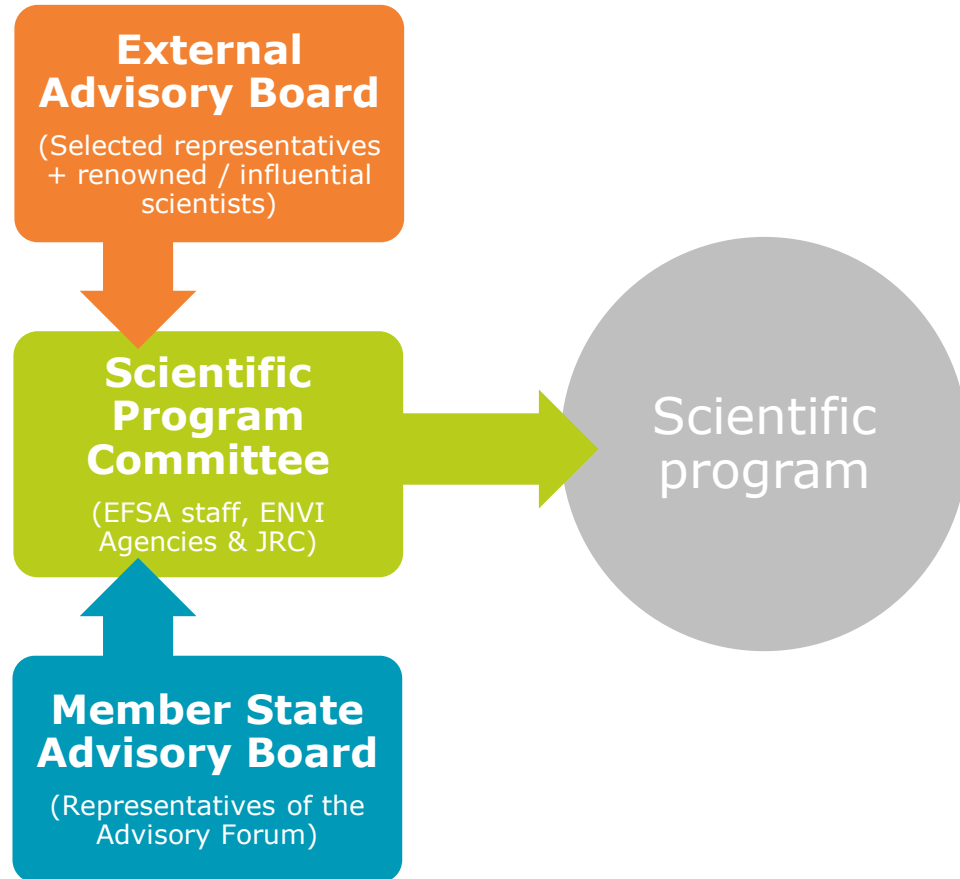 External
Advisory Board
(Selected representatives
+ renowned / influential
scientists)
Scientific
Program
Committee
(EFSA staff, ENVI
Agencies & JRC)
Scientific
program
Member State
Advisory Board
(Representatives of the
Advisory Forum)